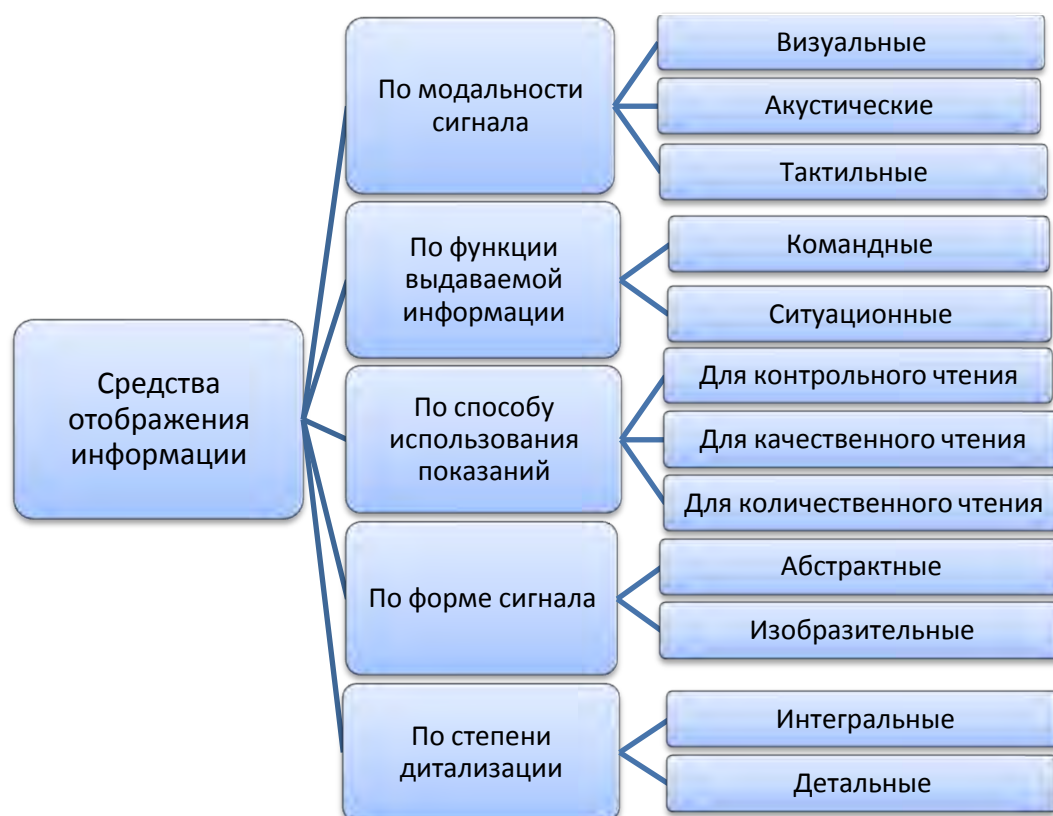 Средства
отображения
информации
По модальности
сигнала
Визуальные
Акустические
Тактильные
По функции
выдаваемой
информации
Командные
Ситуационные
По способу
использования
показаний
Для контрольного чтения
Для качественного чтения
Для количественного чтения
По форме сигнала
Абстрактные
Изобразительные
По степени
дитализации
Интегральные
Детальные